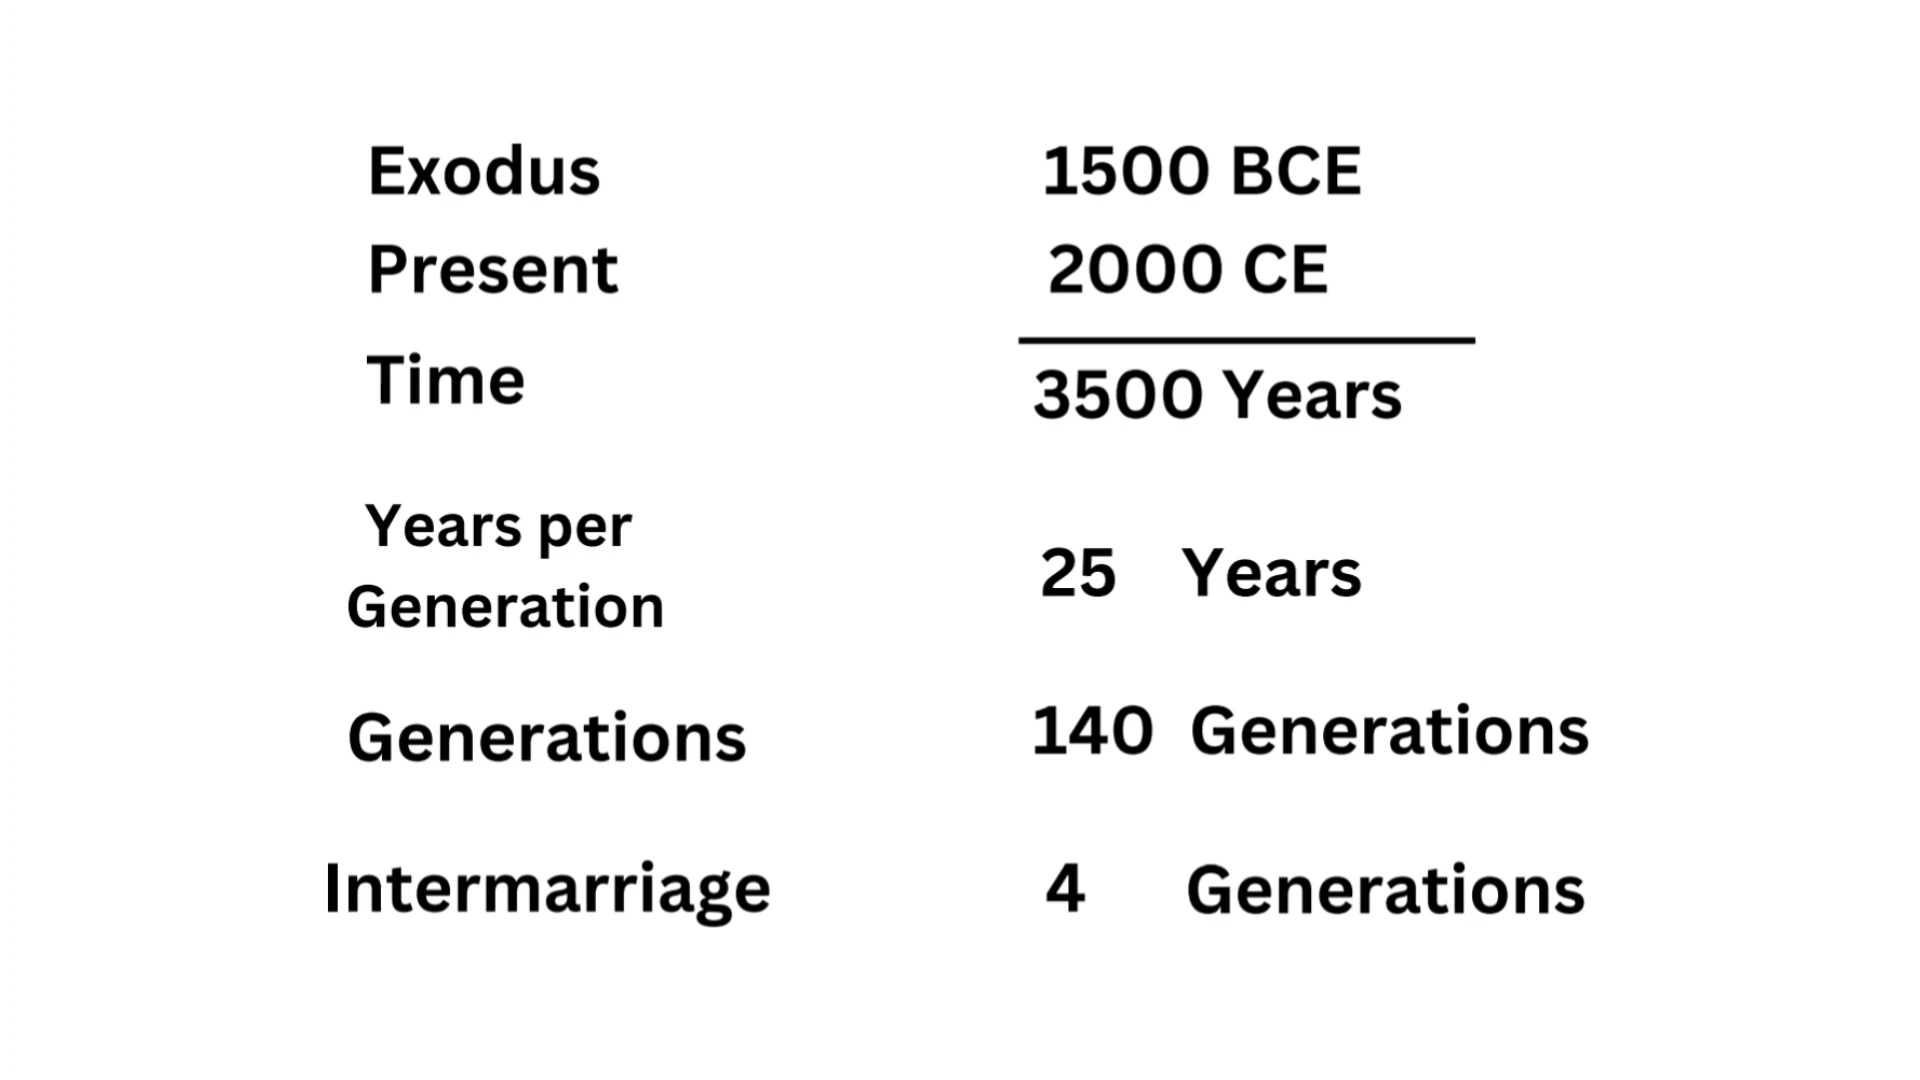 Exodus 1500 BCE
Present 2000 CE
Time 3500 Years
Years per
Generation 25 Years
Generations 140 Generations
Intermarriage 4 Generations